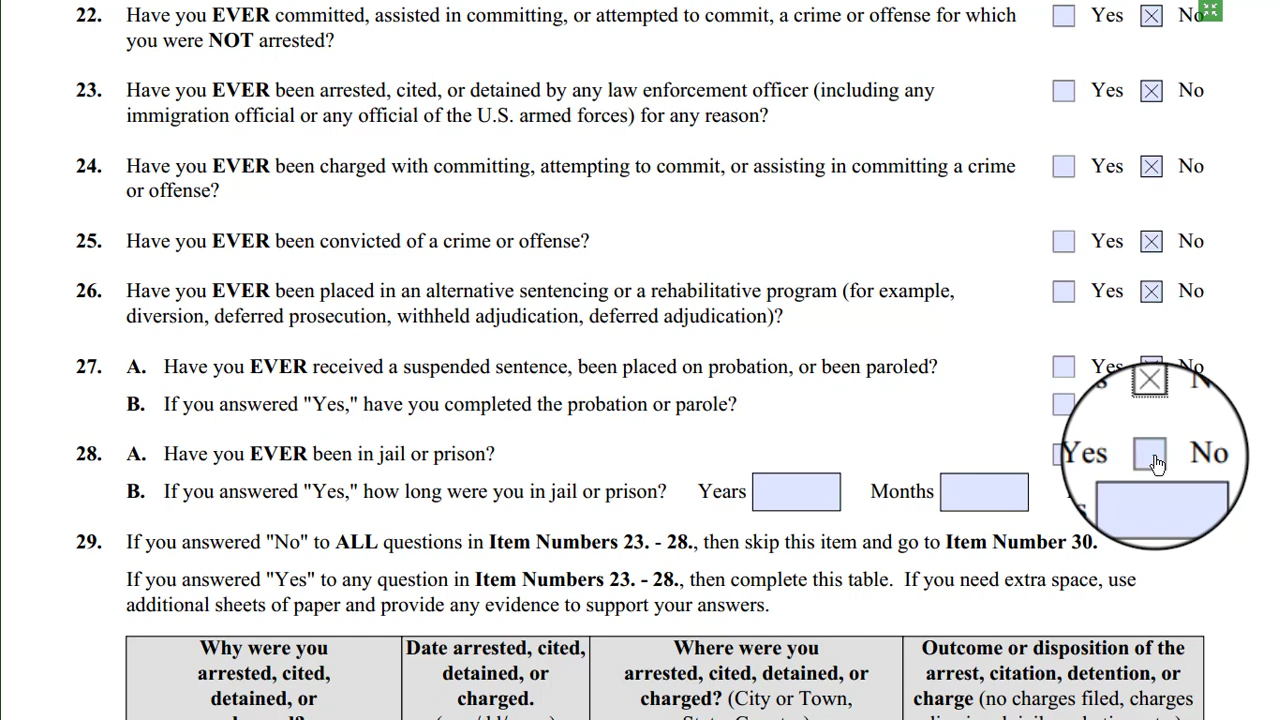 22. Have you EVER committed, assisted in committing, or attempted to commit, a crime or offense for which Yes No
you were NOT arrested?
23. Have you EVER been arrested, cited, or detained by any law enforcement officer (including any Yes No
immigration official or any official of the U.S. armed forces) for any reason?
24. Have you EVER been charged with committing, attempting to commit, or assisting in committing a crime Yes No
or offense?
25. Have you EVER been convicted of a crime or offense? Yes No
26. Have you EVER been placed in an alternative sentencing or a rehabilitative program (for example, Yes No
diversion, deferred prosecution, withheld adjudication, deferred adjudication)?
27. A. Have you EVER received a suspended sentence, been placed on probation, or been paroled? Yes No
B. If you answered "Yes," have you completed the probation or parole?
28. A. Have you EVER been in jail or prison? Yes No
B. If you answered "Yes," how long were you in jail or prison? Years Months
29. If you answered "No" to ALL questions in Item Numbers 23. - 28., then skip this item and go to Item Number 30.
If you answered "Yes" to any question in Item Numbers 23. - 28., then complete this table. If you need extra space, use
additional sheets of paper and provide any evidence to support your answers.
Why were you Date arrested, cited, Where were you Outcome or disposition of the
arrested, cited, detained, or arrested, cited, detained, or arrest, citation, detention, or
detained, or charged. charged? (City or Town, charge (no charges filed, charges